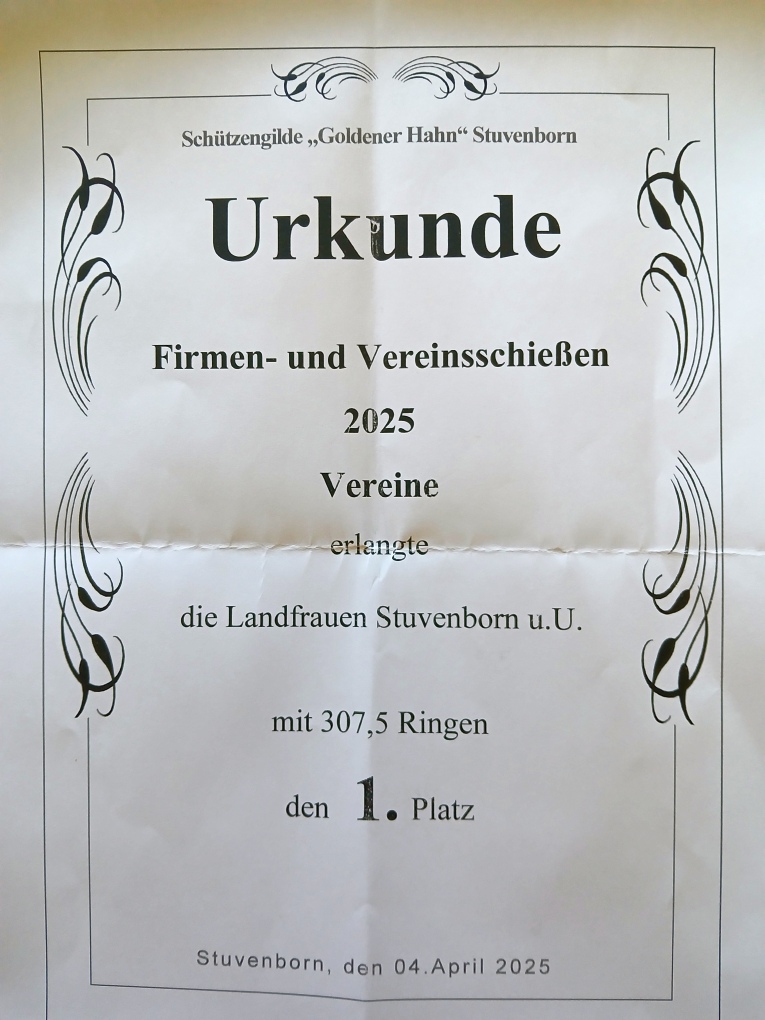 Schützengilde „Goldener Hahn“ Stuvenborn
Urkunde
Firmen- und Vereinsschießen
2025
Vereine
erlangte
die Landfrauen Stuvenborn u.U.
mit 307,5 Ringen
den 1. Platz
Stuvenborn, den 04.April 2025